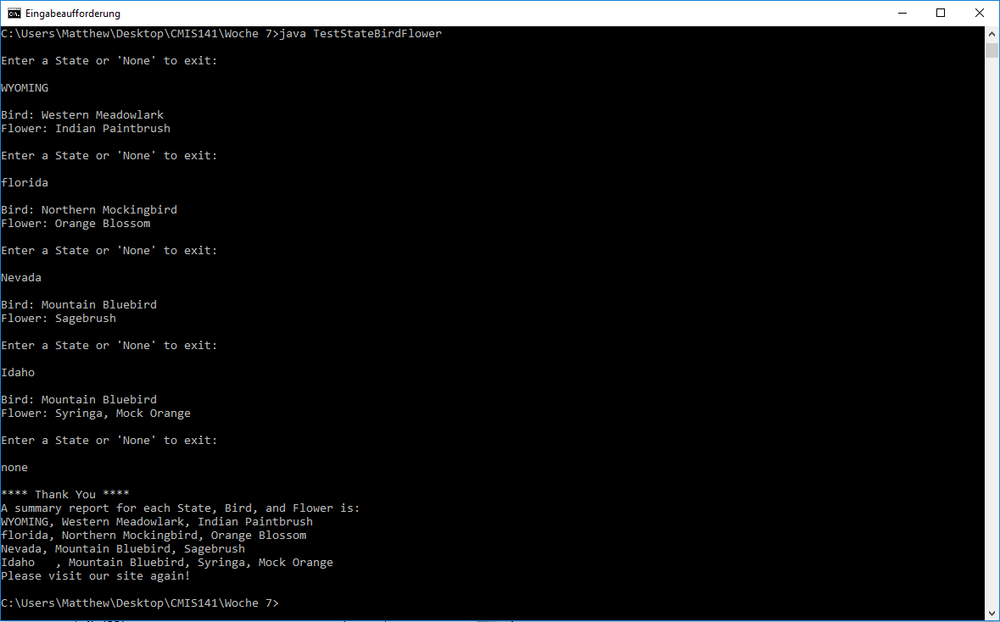 Eingabeaufforderung
C:\Users\Matthew\Desktop\CMIS141\Woche 7>java TestStateBirdFlower
Enter a State or 'None' to exit:
WYOMING
Bird: Western Meadowlark
Flower: Indian Paintbrush
Enter a State or 'None' to exit:
florida
Bird: Northern Mockingbird
Flower: Orange Blossom
Enter a State or 'None' to exit:
Nevada
Bird: Mountain Bluebird
Flower: Sagebrush
Enter a State or 'None' to exit:
Idaho
Bird: Mountain Bluebird
Flower: Syringa, Mock Orange
Enter a State or 'None' to exit:
none
**** Thank You ****
A summary report for each State, Bird, and Flower is:
WYOMING, Western Meadowlark, Indian Paintbrush
florida, Northern Mockingbird, Orange Blossom
Nevada, Mountain Bluebird, Sagebrush
Idaho   , Mountain Bluebird, Syringa, Mock Orange
Please visit our site again!
C:\Users\Matthew\Desktop\CMIS141\Woche 7>